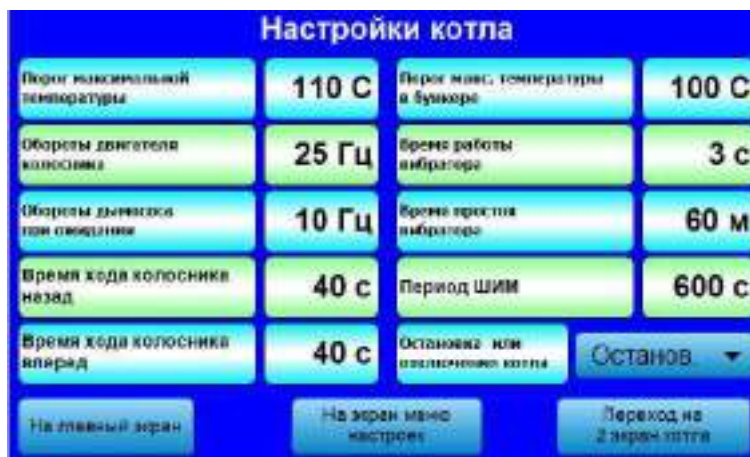 Настройки котла
Порог максимальной
температуры
110 С
Порог макс. температуры
в бункере
100 С
Обороты двигателя
колосника
25 Гц
Время работы
вибратора
3 с
Обороты дымососа
при ожидании
10 Гц
Время простоя
вибратора
60 м
Время хода колосника
назад
40 с
Период ШИМ
600 с
Время хода колосника
вперед
40 с
Остановка или
отключение котла
Останов
На главный экран
На экран меню
настроек
Переход на
2 экран котла